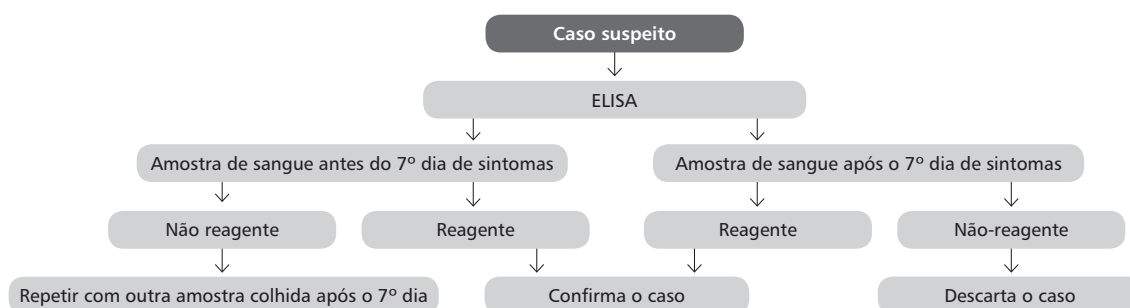 Caso suspeito
ELISA
Amostra de sangue antes do 7º dia de sintomas
Amostra de sangue após o 7º dia de sintomas
Não reagente
Reagente
Reagente
Não-reagente
Repetir com outra amostra colhida após o 7º dia
Confirma o caso
Descarta o caso